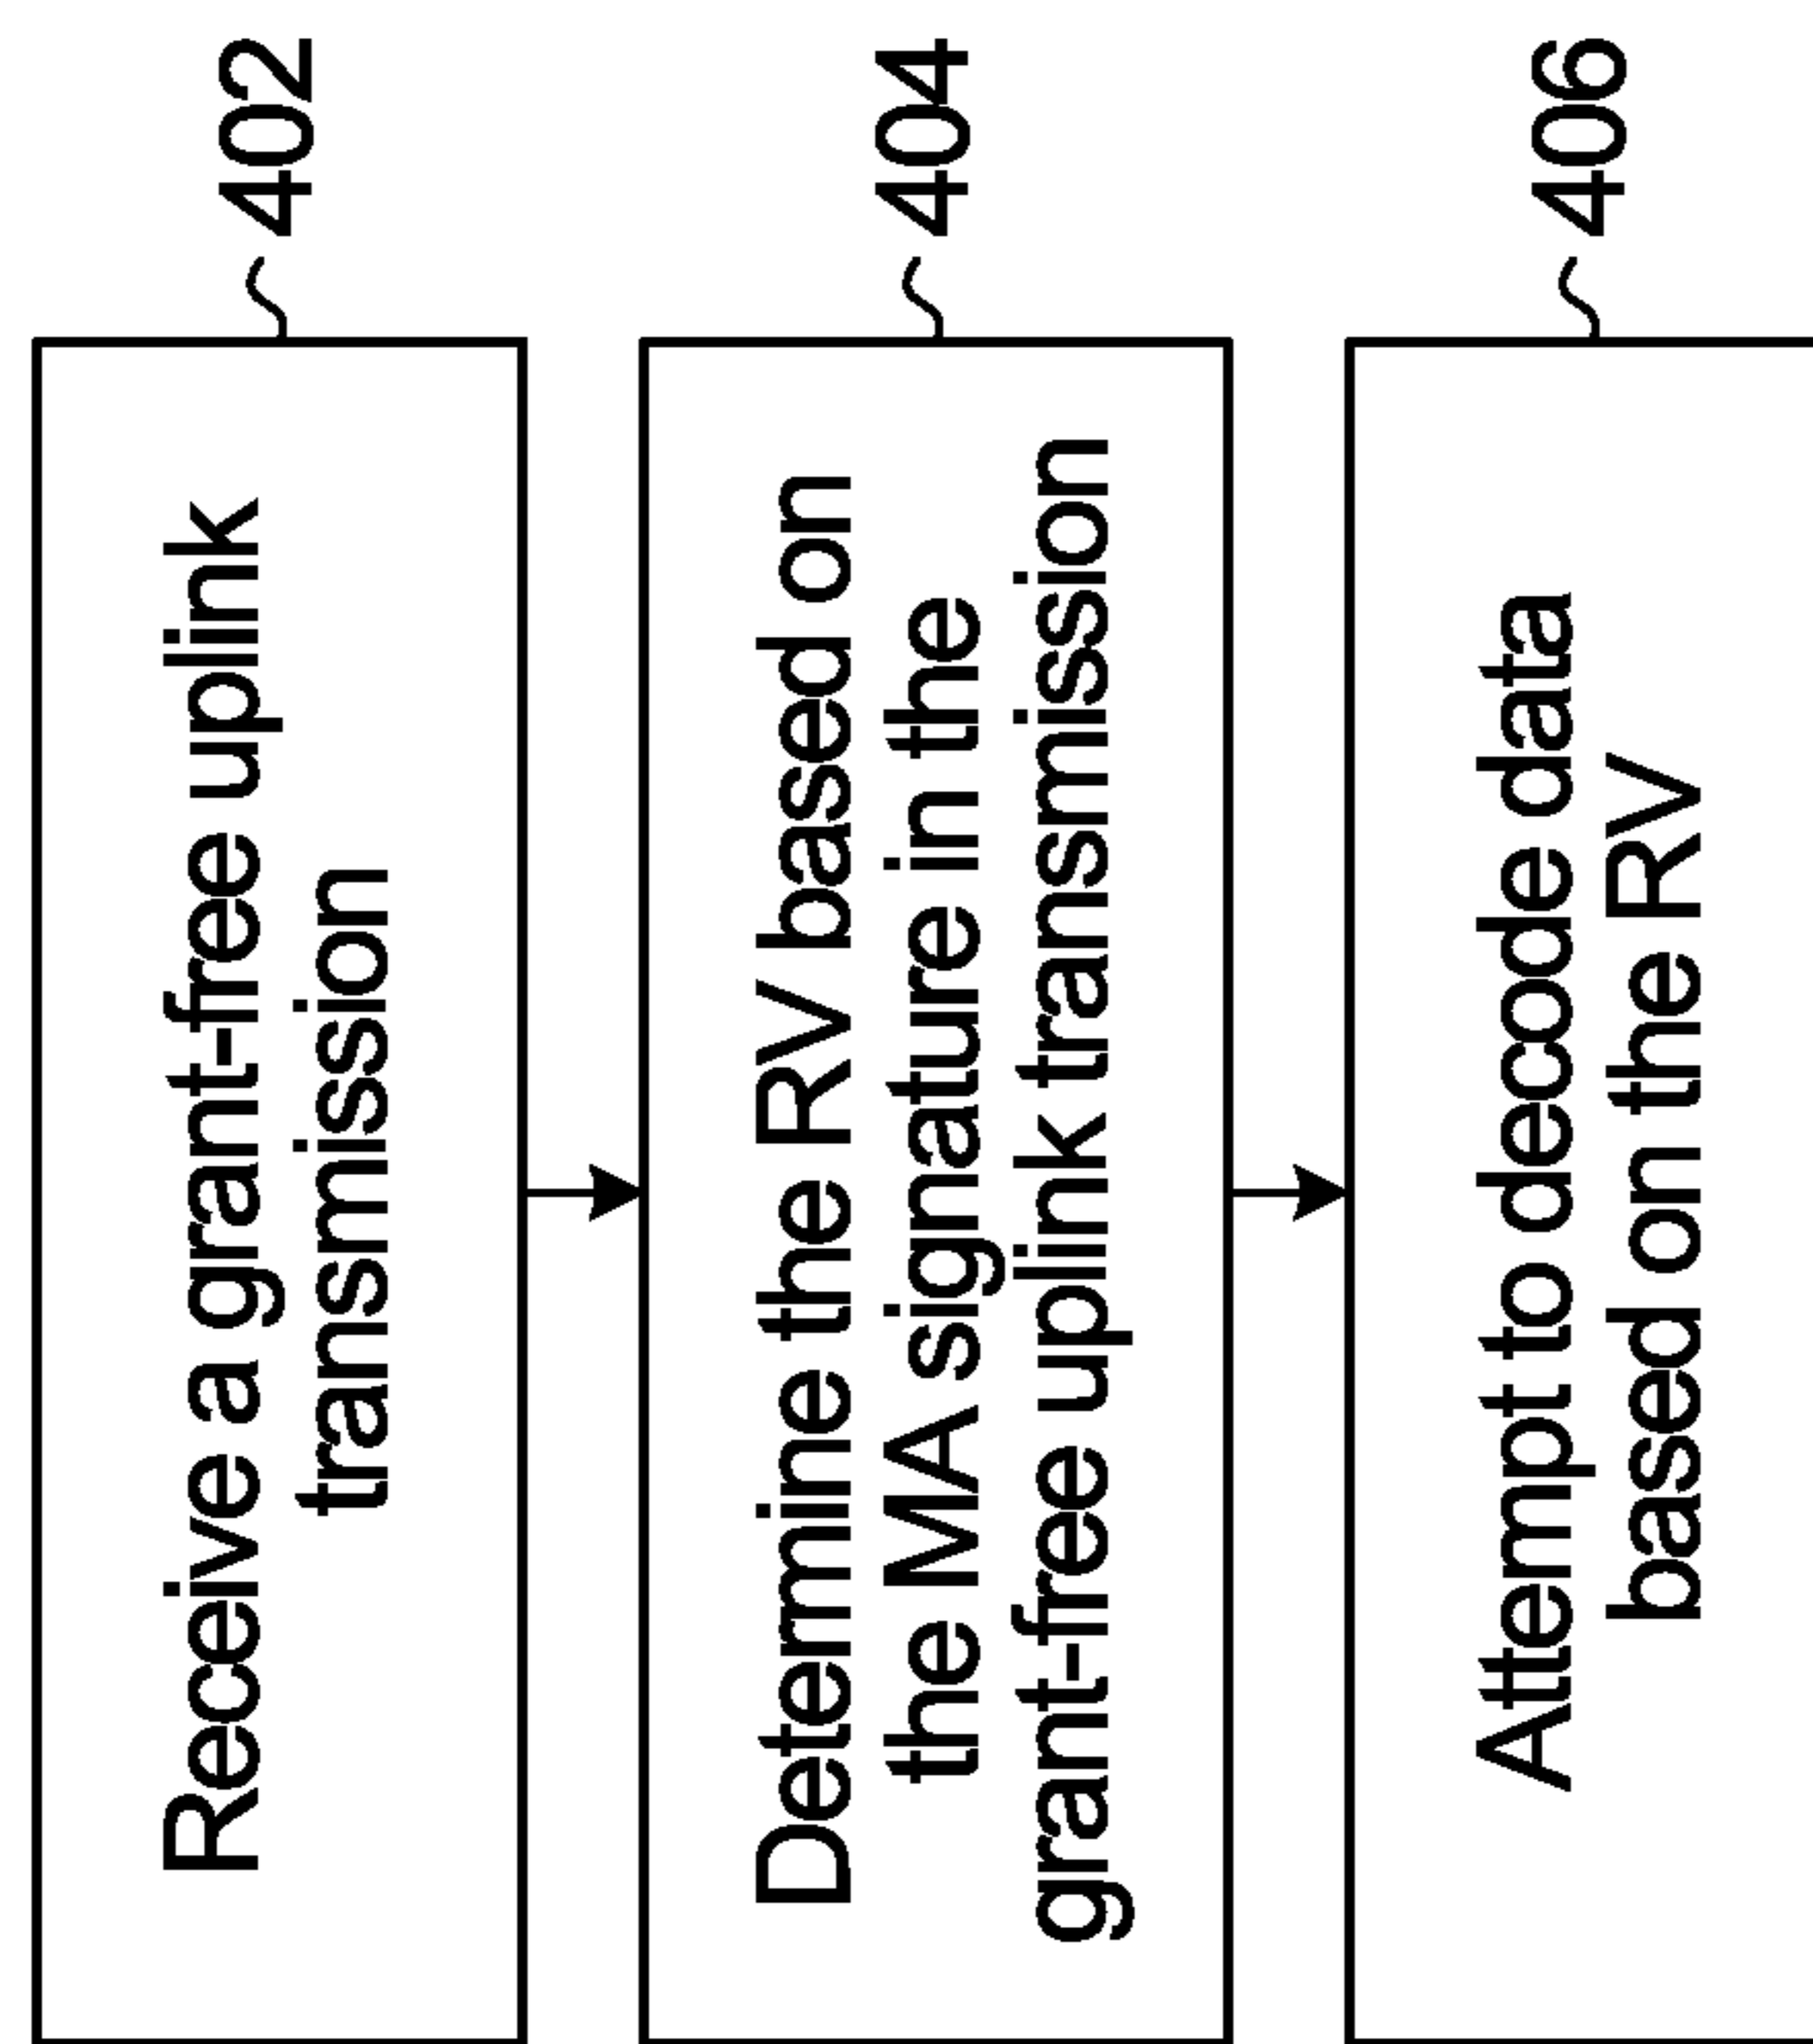 Receive a grant-free uplink
transmission
402
Determine the RV based on
the MA signature in the
grant-free uplink transmission
404
Attempt to decode data
based on the RV
406